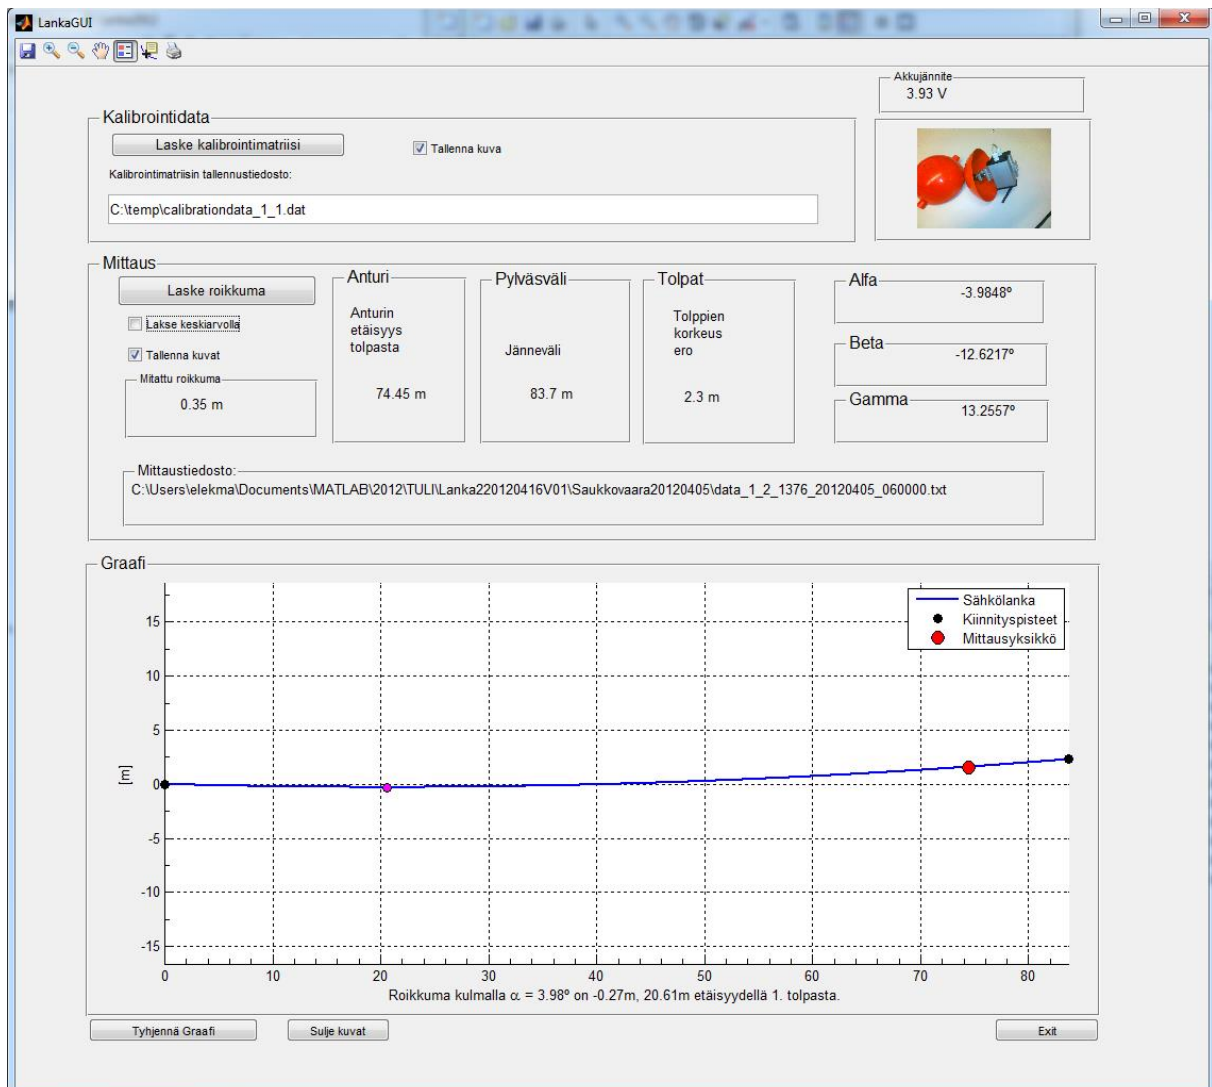 LankaGUI
Akkujännite
3.93 V
Kalibrointidata
Laske kalibrointimatriisi
Tallenna kuva
Kalibrointimatriisin tallennustiedosto:
C:\temp\calibrationdata_1_1.dat
Mittaus
Laske roikkuma
Lakse keskiarvolla
Tallenna kuvat
Mitattu roikkuma
0.35 m
Anturi
Anturin
etäisyys
tolpasta
74.45 m
Pylväsväli
Jänneväli
83.7 m
Tolpat
Tolppien
korkeus
ero
2.3 m
Alfa
-3.9848º
Beta
-12.6217º
Gamma
13.2557º
Mittaustiedosto:
C:\Users\elekma\Documents\MATLAB\2012\TULI\Lanka220120416V01\Saukkovaara20120405\data_1_2_1376_20120405_060000.txt
Graafi
Sähkölanka
Kiinnityspisteet
Mittausyksikkö
15
10
5
0
-5
-10
-15
[m]
0 10 20 30 40 50 60 70 80
Roikkuma kulmalla α = 3.98º on -0.27m, 20.61m etäisyydellä 1. tolpasta.
Tyhjennä Graafi
Sulje kuvat
Exit